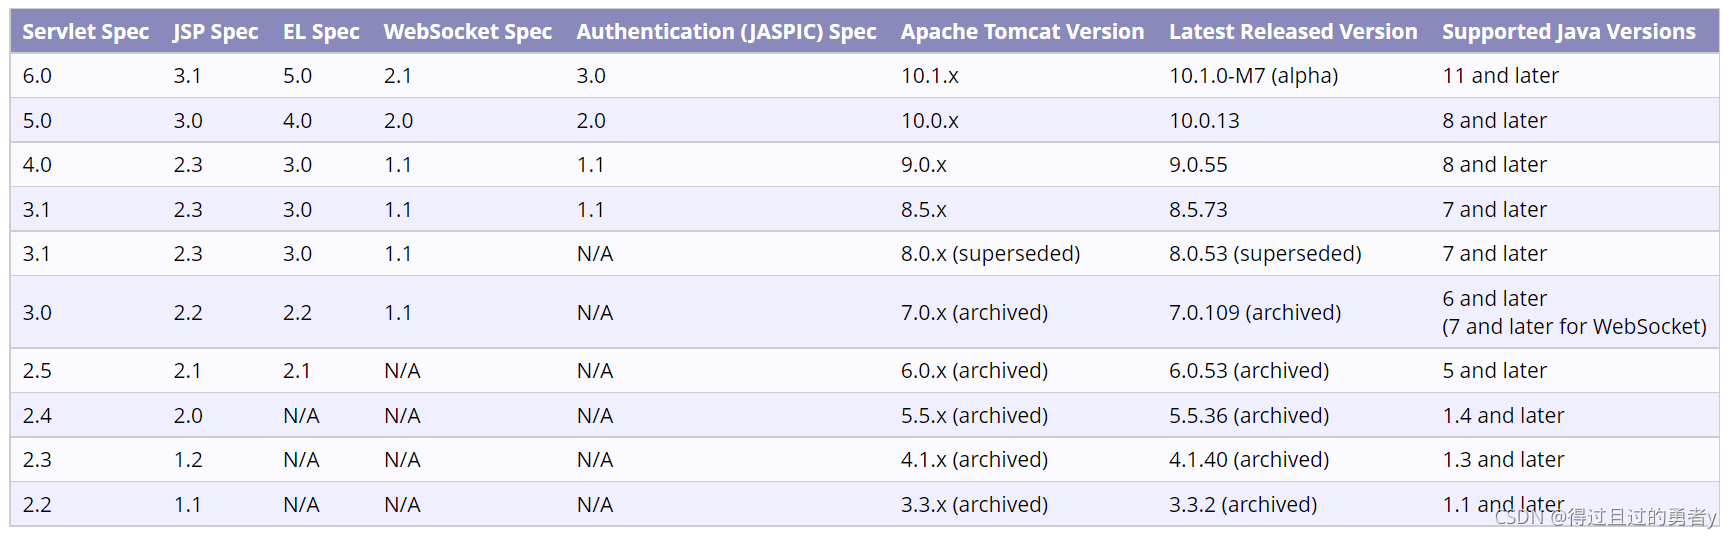 Servlet Spec JSP Spec EL Spec WebSocket Spec Authentication (JASPIC) Spec Apache Tomcat Version Latest Released Version Supported Java Versions
6.0 3.1 5.0 2.1 3.0 10.1.x 10.1.0-M7 (alpha) 11 and later
5.0 3.0 4.0 2.0 2.0 10.0.x 10.0.13 8 and later
4.0 2.3 3.0 1.1 1.1 9.0.x 9.0.55 8 and later
3.1 2.3 3.0 1.1 1.1 8.5.x 8.5.73 7 and later
3.1 2.3 3.0 1.1 N/A 8.0.x (superseded) 8.0.53 (superseded) 7 and later
3.0 2.2 2.2 1.1 N/A 7.0.x (archived) 7.0.109 (archived) 6 and later
(7 and later for WebSocket)
2.5 2.1 2.1 N/A N/A 6.0.x (archived) 6.0.53 (archived) 5 and later
2.4 2.0 N/A N/A N/A 5.5.x (archived) 5.5.36 (archived) 1.4 and later
2.3 1.2 N/A N/A N/A 4.1.x (archived) 4.1.40 (archived) 1.3 and later
2.2 1.1 N/A N/A N/A 3.3.x (archived) 3.3.2 (archived) 1.1 and later
CSDN @得过且过的勇者y